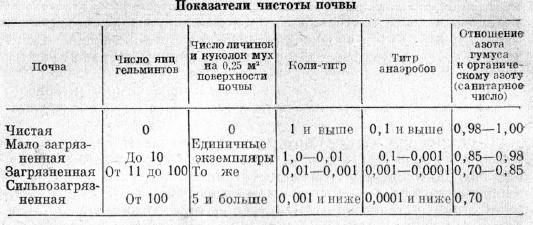 Показатели чистоты почвы
Почва | Число яиц гельминтов | Число личинок и куколок мух на 0,25 м² поверхности почвы | Коли-титр | Титр анаэробов | Отношение азота гумуса к органическому азоту (санитарное число)
Чистая | 0 | 0 | 1 и выше | 0,1 и выше | 0,98—1,00
Мало загрязненная | До 10 | Единичные экземпляры | 1,0—0,01 | 0,1—0,001 | 0,85—0,98
Загрязненная | От 11 до 100 | То же | 0,01—0,001 | 0,001—0,0001 | 0,70—0,85
Сильнозагрязненная | От 100 | 5 и больше | 0,001 и ниже | 0,0001 и ниже | 0,70